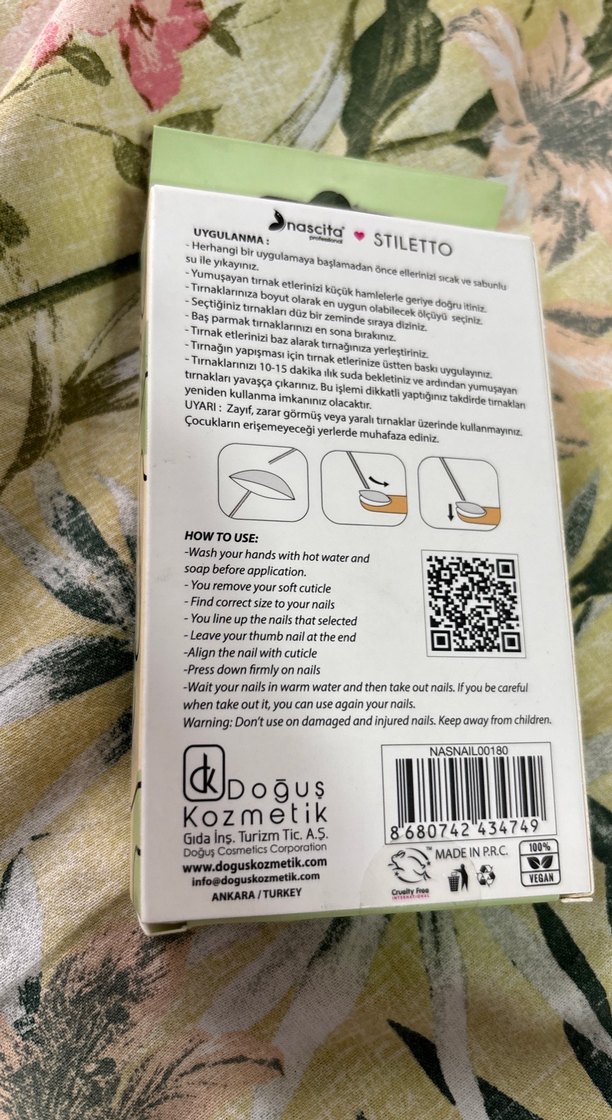 nascita
professional
STILETTO
UYGULANMA :
- Herhangi bir uygulamaya başlamadan önce ellerinizi sıcak ve sabunlu
su ile yıkayınız.
- Yumuşayan tırnak etlerinizi küçük hamlelerle geriye doğru itiniz.
- Tırnaklarınıza boyut olarak en uygun olabilecek ölçüyü seçiniz.
- Seçtiğiniz tırnakları düz bir zeminde sıraya diziniz.
- Baş parmak tırnaklarınızı en sona bırakınız.
- Tırnak etlerinizi baz alarak tırnağınıza yerleştiriniz.
- Tırnağın yapışması için tırnak etlerinize üstten baskı uygulayınız.
- Tırnaklarınızı 10-15 dakika ılık suda bekletiniz ve ardından yumuşayan
tırnakları yavaşça çıkarınız. Bu işlemi dikkatli yaptığınız takdirde tırnakları
yeniden kullanma imkanınız olacaktır.
UYARI : Zayıf, zarar görmüş veya yaralı tırnaklar üzerinde kullanmayınız.
Çocukların erişemeyeceği yerlerde muhafaza ediniz.
HOW TO USE:
-Wash your hands with hot water and
soap before application.
- You remove your soft cuticle
- Find correct size to your nails
- You line up the nails that selected
- Leave your thumb nail at the end
-Align the nail with cuticle
-Press down firmly on nails
-Wait your nails in warm water and then take out nails. If you be careful
when take out it, you can use again your nails.
Warning: Don't use on damaged and injured nails. Keep away from children.
dk Doğuş
Kozmetik
Gıda İnş. Turizm Tic. A.Ş.
Doğuş Cosmetics Corporation
www.doguskozmetik.com
info@doguskozmetik.com
ANKARA / TURKEY
NASNAIL00180
8 680742 434749
TM
MADE IN P.R.C.
Cruelty Free
INTERNATIONAL
100%
VEGAN